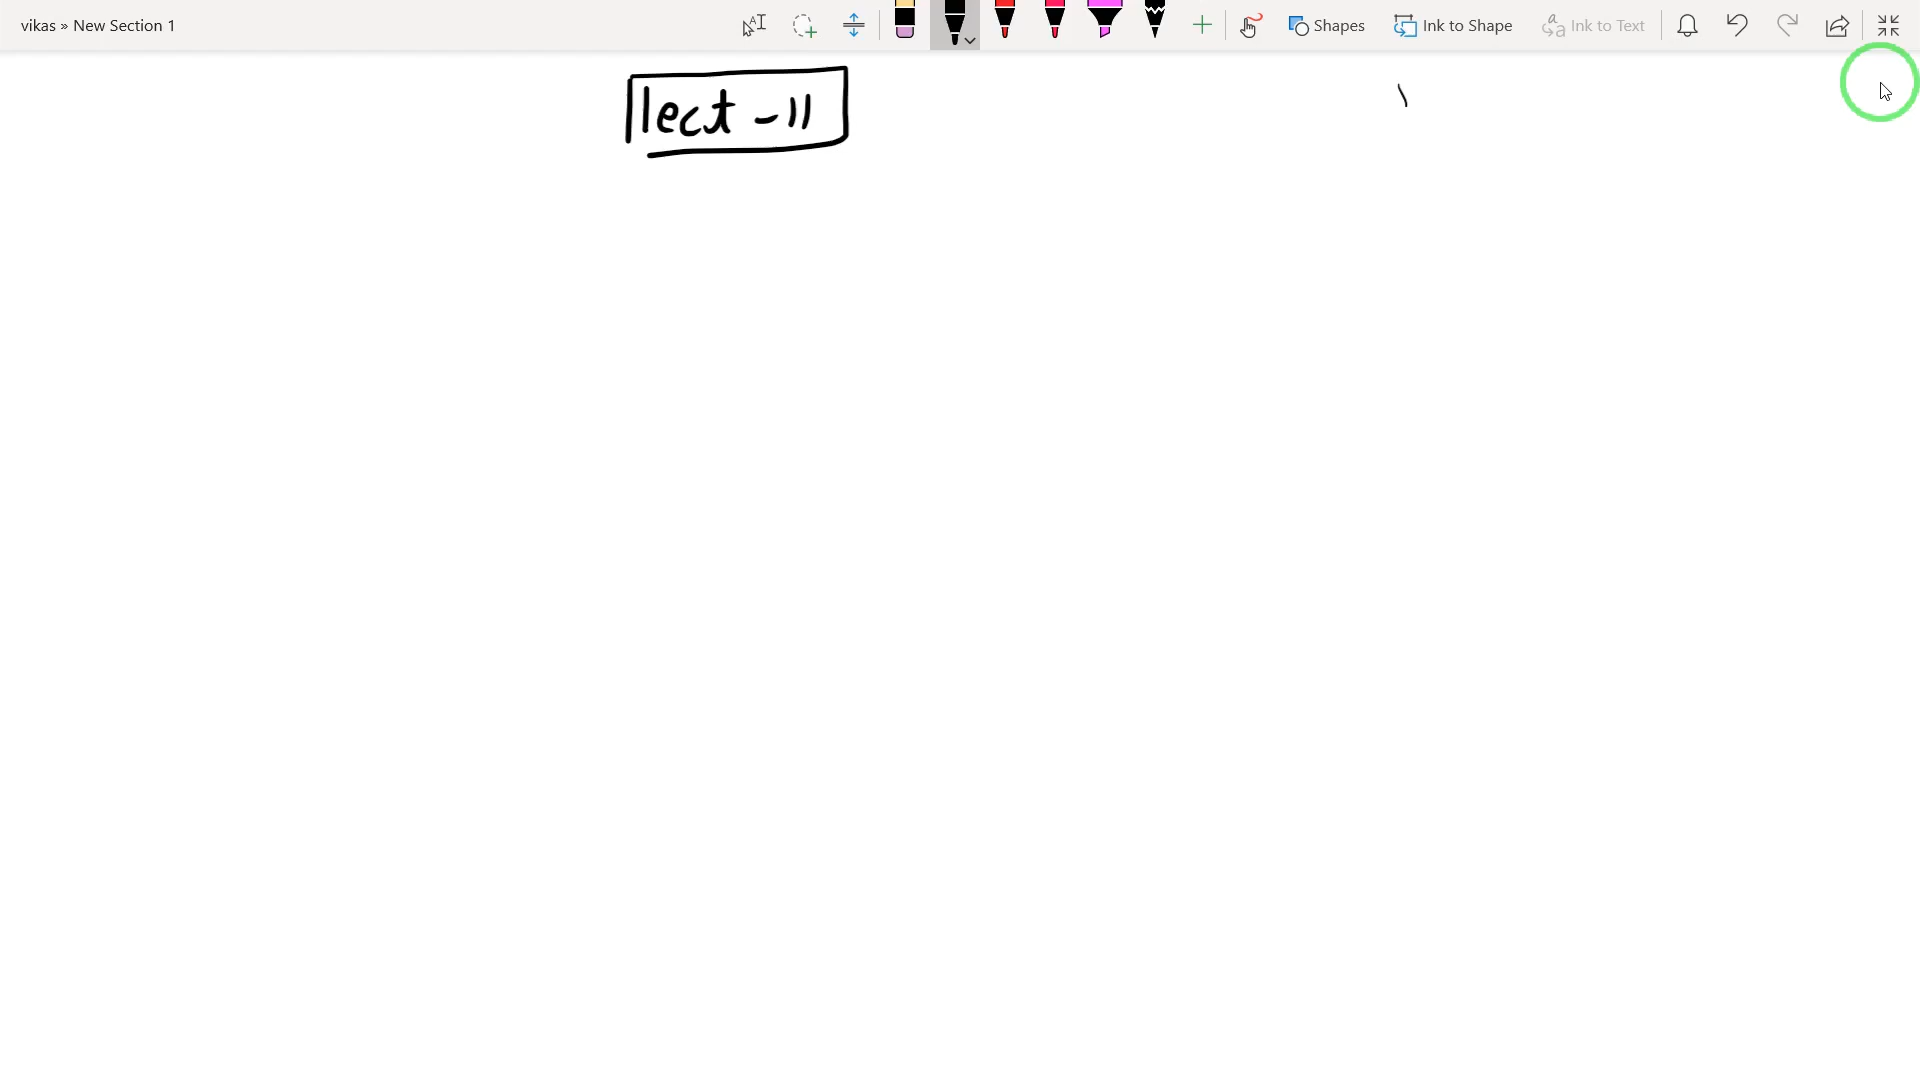 vikas » New Section 1
Shapes
Ink to Shape
Ink to Text
lect - 11